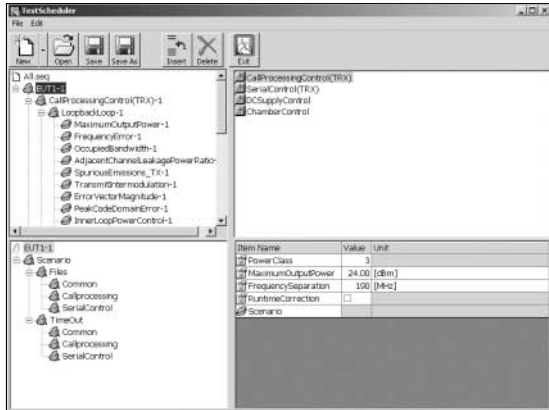 TestScheduler
File Edit
New Open Save Save As Insert Delete Exit
All.seq
EUT1-1
CallProcessingControl(TRX)-1
LoopbackLoop-1
MaximumOutputPower-1
FrequencyError-1
OccupiedBandwidth-1
AdjacentChannelLeakagePowerRatio-
SpuriousEmissions_TX-1
TransmitIntermodulation-1
ErrorVectorMagnitude-1
PeakCodeDomainError-1
InnerLoopPowerControl-1
CallProcessingControl(TRX)
SerialControl(TRX)
DCSupplyControl
ChamberControl
EUT1-1
Scenario
Files
Common
Callprocessing
SerialControl
TimeOut
Common
Callprocessing
SerialControl
Item Name Value Unit
PowerClass 3
MaximumOutputPower 24.00 [dBm]
FrequencySeparation 190 [MHz]
RuntimeCorrection
Scenario